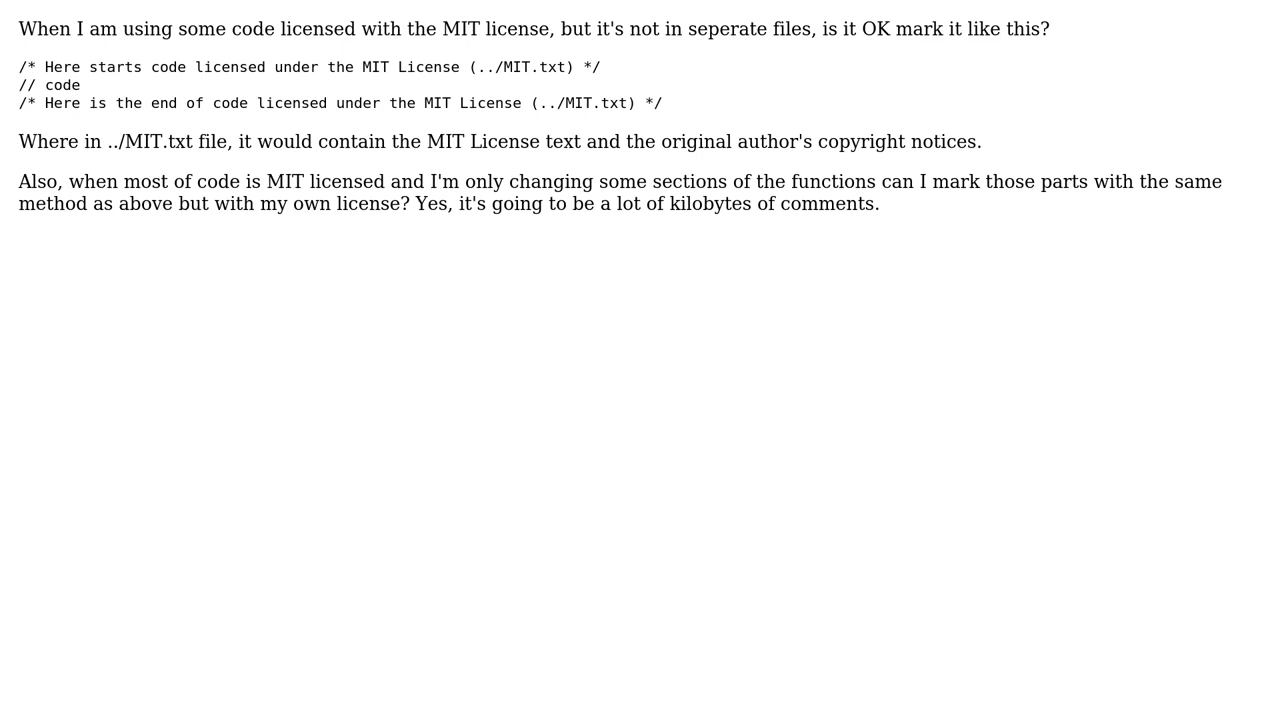 When I am using some code licensed with the MIT license, but it's not in seperate files, is it OK mark it like this?
/* Here starts code licensed under the MIT License (../MIT.txt) */
// code
/* Here is the end of code licensed under the MIT License (../MIT.txt) */
Where in ../MIT.txt file, it would contain the MIT License text and the original author's copyright notices.
Also, when most of code is MIT licensed and I'm only changing some sections of the functions can I mark those parts with the same
method as above but with my own license? Yes, it's going to be a lot of kilobytes of comments.